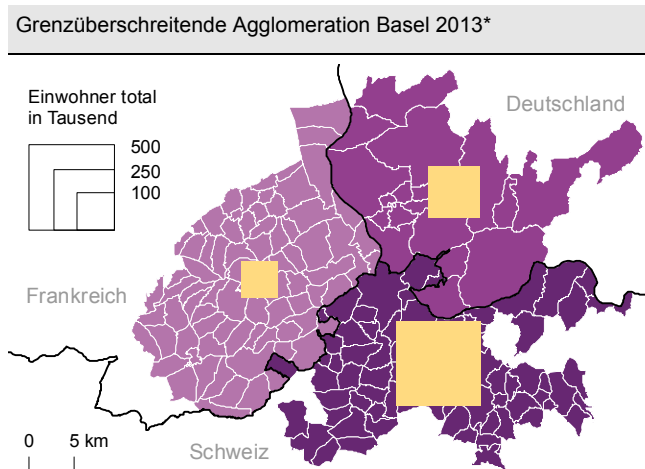 Grenzüberschreitende Agglomeration Basel 2013*
Einwohner total
in Tausend
500
250
100
Deutschland
Frankreich
Schweiz
0 5 km